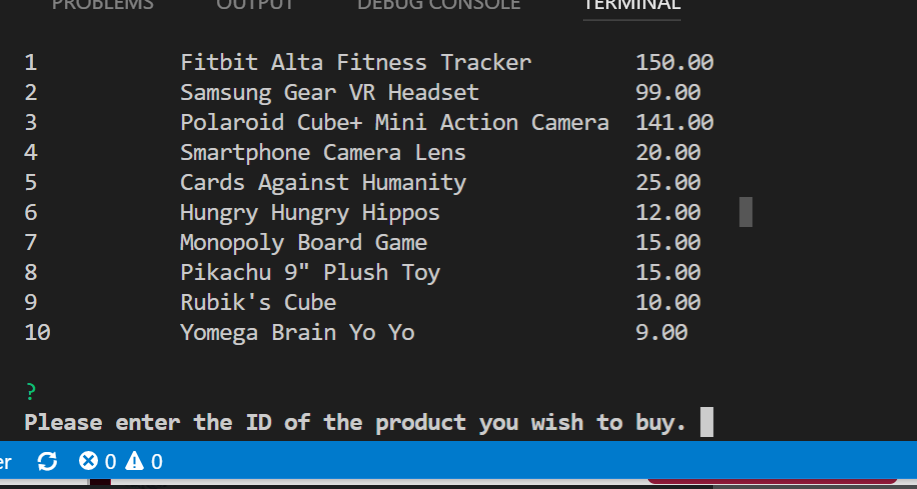 PROBLEMS OUTPUT DEBUG CONSOLE TERMINAL
1 Fitbit Alta Fitness Tracker 150.00
2 Samsung Gear VR Headset 99.00
3 Polaroid Cube+ Mini Action Camera 141.00
4 Smartphone Camera Lens 20.00
5 Cards Against Humanity 25.00
6 Hungry Hungry Hippos 12.00
7 Monopoly Board Game 15.00
8 Pikachu 9" Plush Toy 15.00
9 Rubik's Cube 10.00
10 Yomega Brain Yo Yo 9.00
?
Please enter the ID of the product you wish to buy.
er 0 0